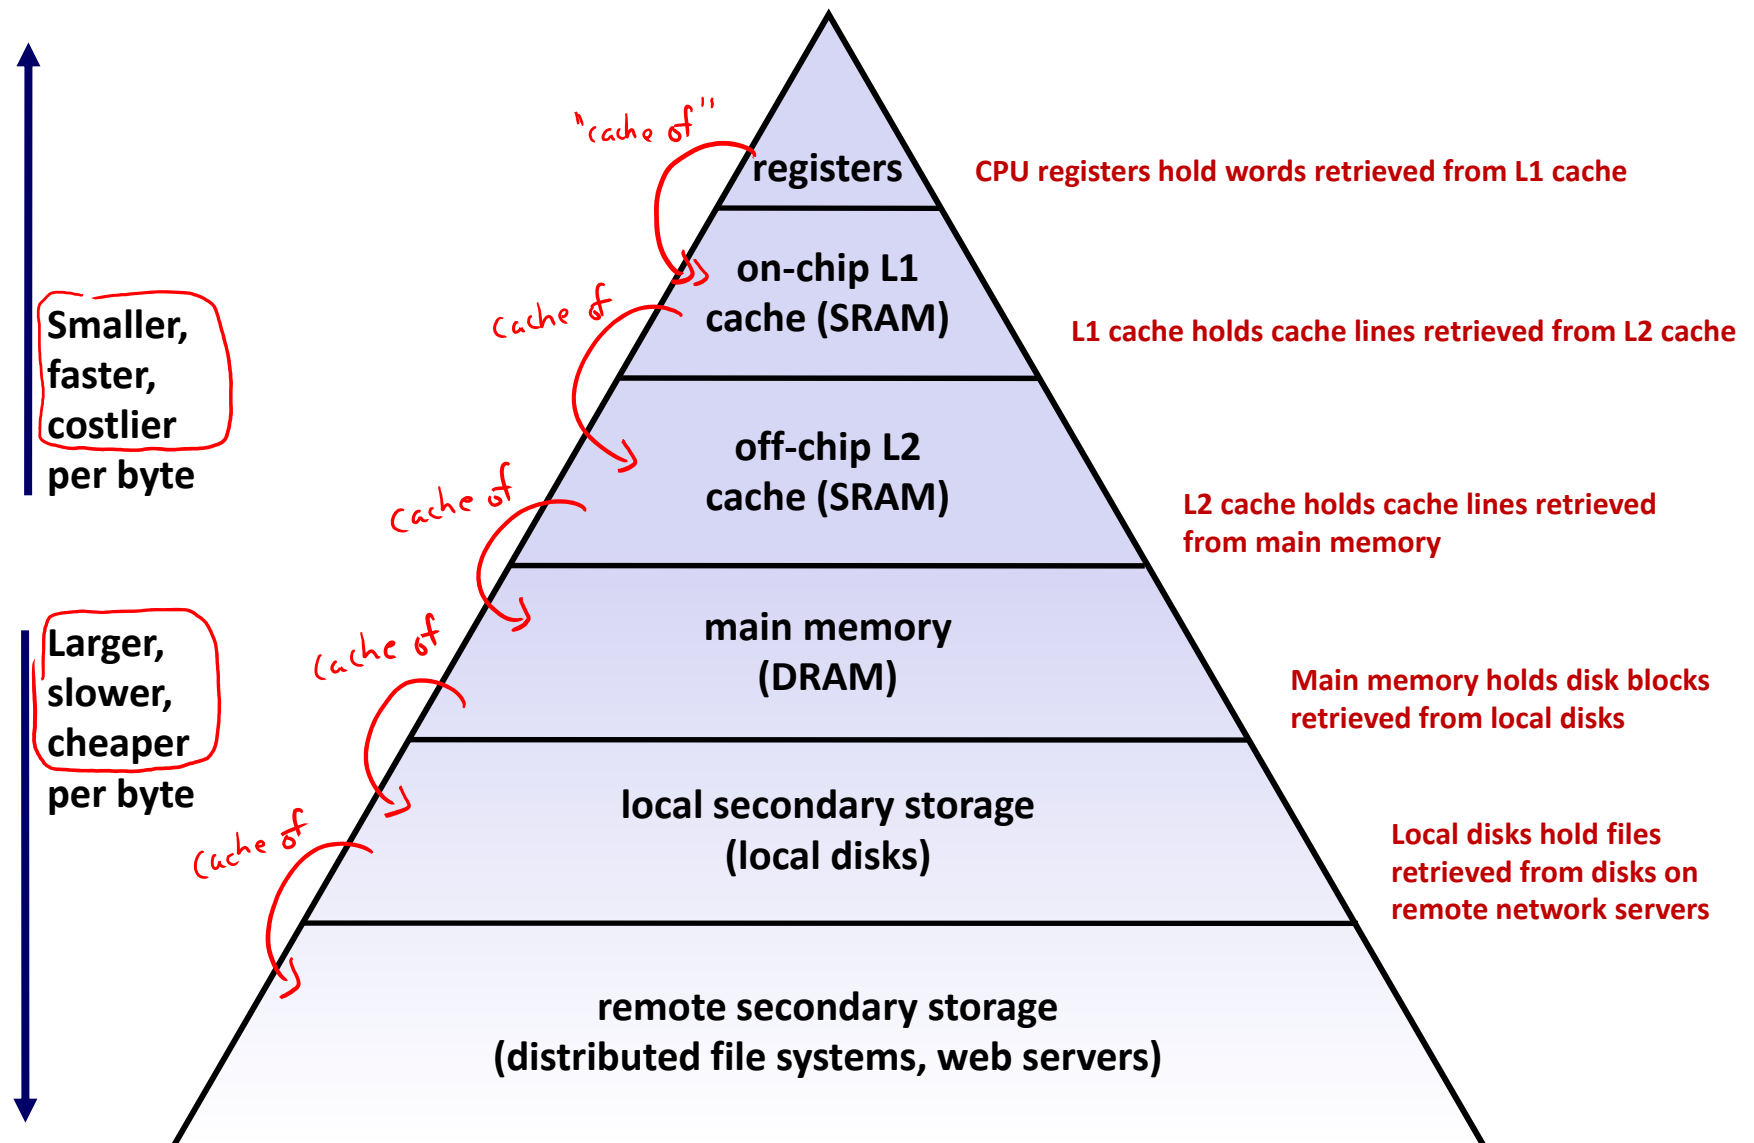 "cache of"
registers
CPU registers hold words retrieved from L1 cache
on-chip L1
cache (SRAM)
cache of
L1 cache holds cache lines retrieved from L2 cache
Smaller,
faster,
costlier
per byte
off-chip L2
cache (SRAM)
cache of
L2 cache holds cache lines retrieved
from main memory
Larger,
slower,
cheaper
per byte
main memory
(DRAM)
cache of
Main memory holds disk blocks
retrieved from local disks
local secondary storage
(local disks)
cache of
Local disks hold files
retrieved from disks on
remote network servers
remote secondary storage
(distributed file systems, web servers)